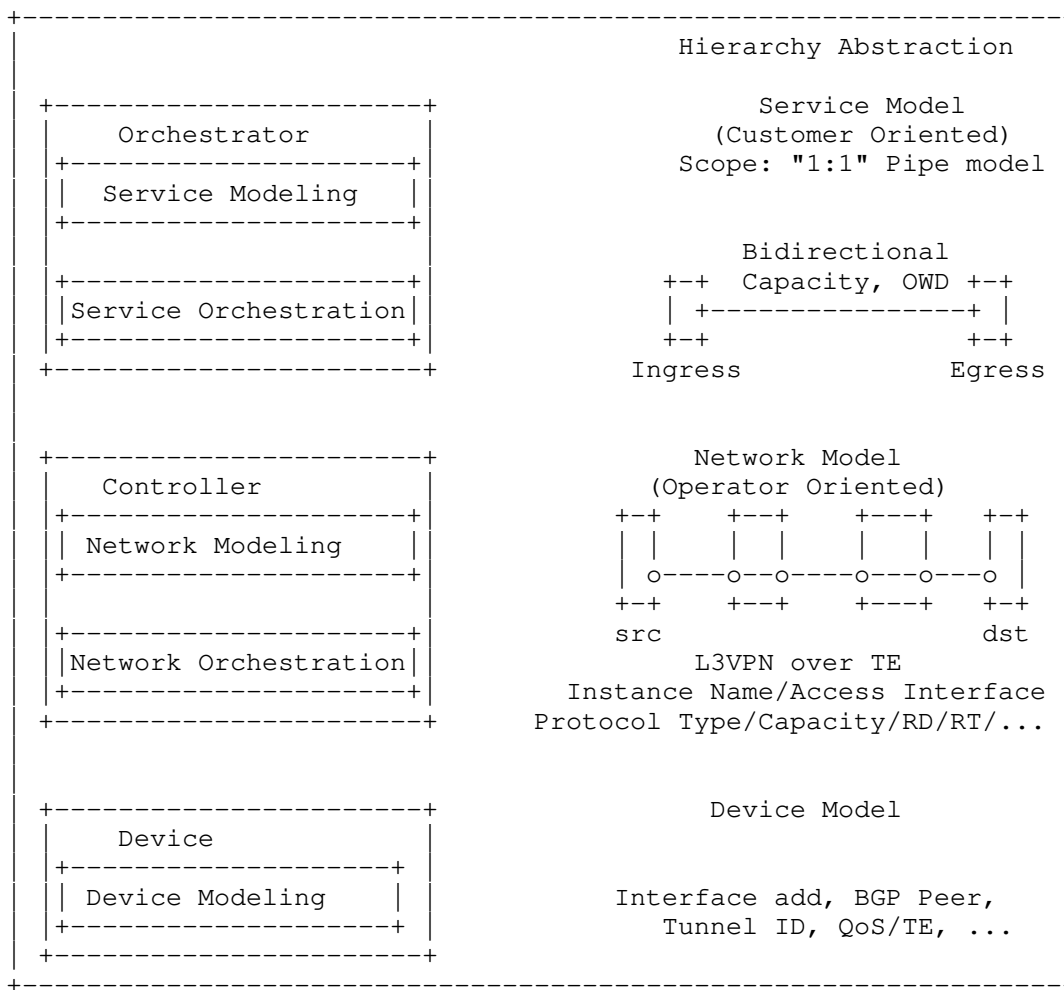 Hierarchy Abstraction
Service Model
Orchestrator (Customer Oriented)
Scope: "1:1" Pipe model
Service Modeling
Bidirectional
Capacity, OWD
Service Orchestration
Ingress Egress
Network Model
Controller (Operator Oriented)
Network Modeling
src dst
Network Orchestration L3VPN over TE
Instance Name/Access Interface
Protocol Type/Capacity/RD/RT/...
Device Model
Device
Device Modeling Interface add, BGP Peer,
Tunnel ID, QoS/TE, ...